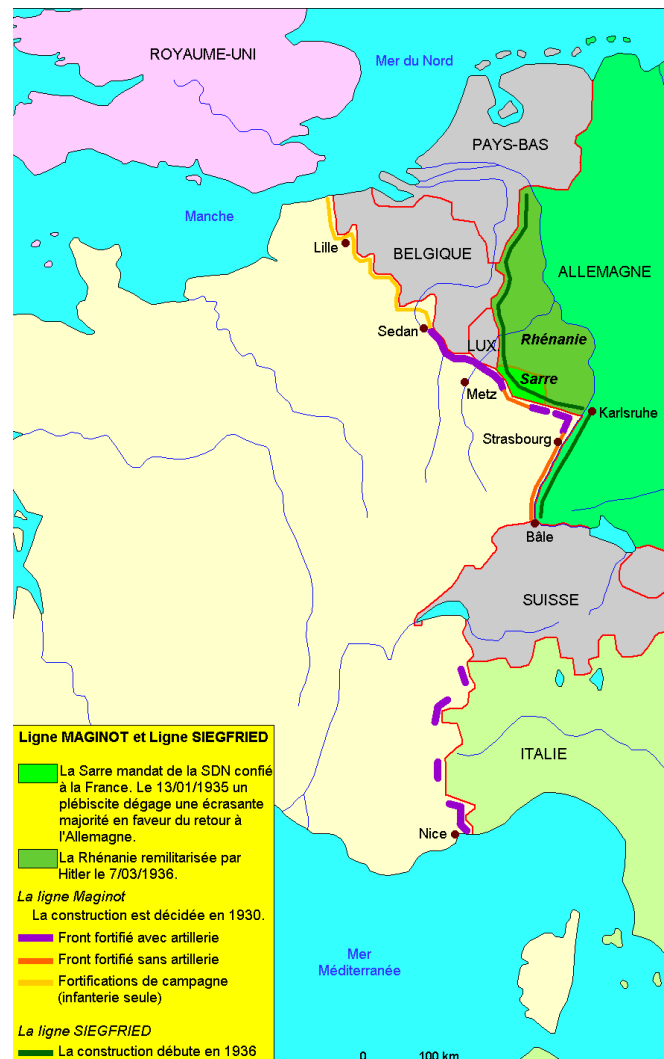 ROYAUME-UNI
Mer du Nord
PAYS-BAS
Manche
Lille
BELGIQUE
ALLEMAGNE
Sedan
LUX.
Rhénanie
Sarre
Metz
Karlsruhe
Strasbourg
Bâle
SUISSE
ITALIE
Nice
Mer
Méditerranée
Ligne MAGINOT et Ligne SIEGFRIED
La Sarre mandat de la SDN confié
à la France. Le 13/01/1935 un
plébiscite dégage une écrasante
majorité en faveur du retour à
l'Allemagne.
La Rhénanie remilitarisée par
Hitler le 7/03/1936.
La ligne Maginot
La construction est décidée en 1930.
Front fortifié avec artillerie
Front fortifié sans artillerie
Fortifications de campagne
(infanterie seule)
La ligne SIEGFRIED
La construction débute en 1936
0 100 km